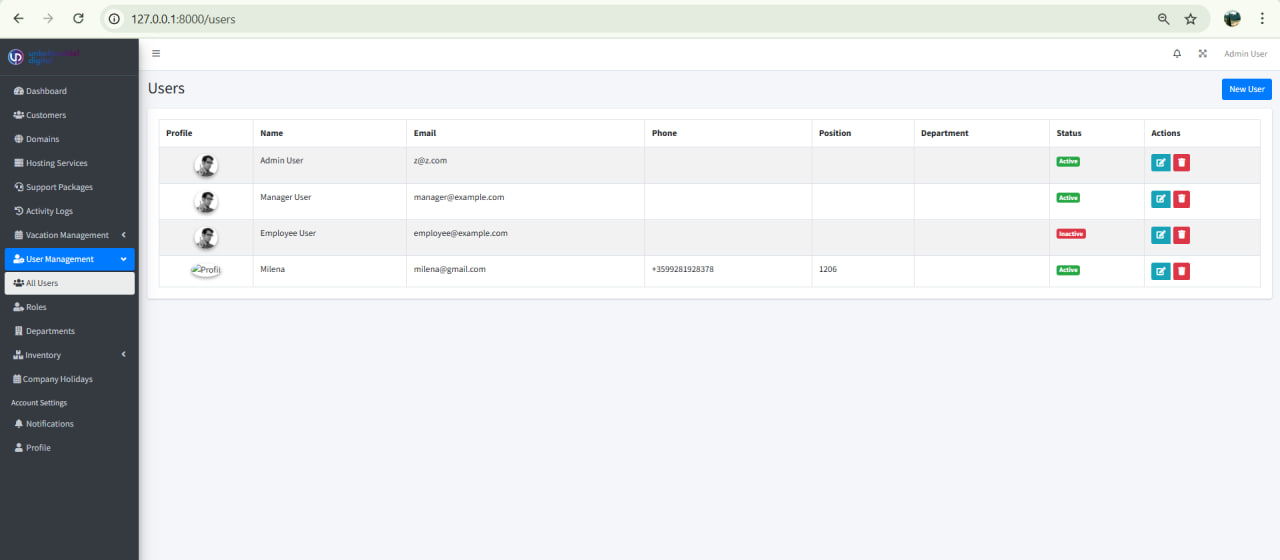 127.0.0.1:8000/users
digital
Admin User
Dashboard
Customers
Domains
Hosting Services
Support Packages
Activity Logs
Vacation Management
User Management
All Users
Roles
Departments
Inventory
Company Holidays
Account Settings
Notifications
Profile
Users
New User
Profile Name Email Phone Position Department Status Actions
Admin User z@z.com Active
Manager User manager@example.com Active
Employee User employee@example.com Inactive
Profil Milena milena@gmail.com +3599281928378 1206 Active